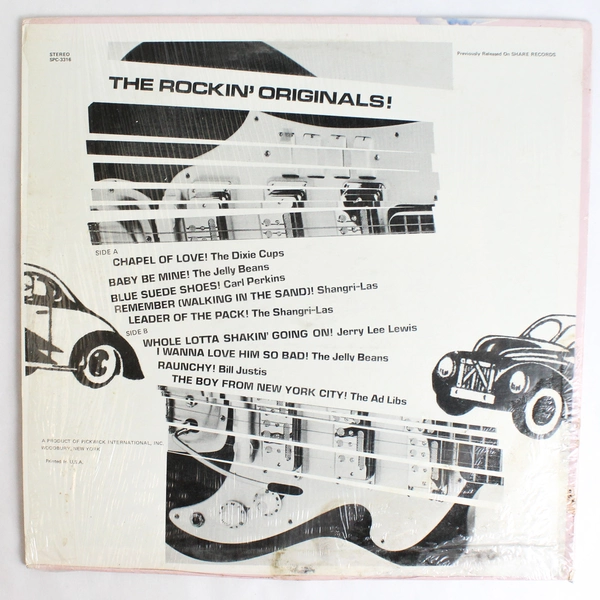 STEREO
SPC-3316
Previously Released On SHARE RECORDS
THE ROCKIN' ORIGINALS!
SIDE A
CHAPEL OF LOVE! The Dixie Cups
BABY BE MINE! The Jelly Beans
BLUE SUEDE SHOES! Carl Perkins
REMEMBER (WALKING IN THE SAND)! Shangri-Las
LEADER OF THE PACK! The Shangri-Las
SIDE B
WHOLE LOTTA SHAKIN' GOING ON! Jerry Lee Lewis
I WANNA LOVE HIM SO BAD! The Jelly Beans
RAUNCHY! Bill Justis
THE BOY FROM NEW YORK CITY! The Ad Libs
A PRODUCT OF PICKWICK INTERNATIONAL, INC.
WOODBURY, NEW YORK
Printed in U.S.A.